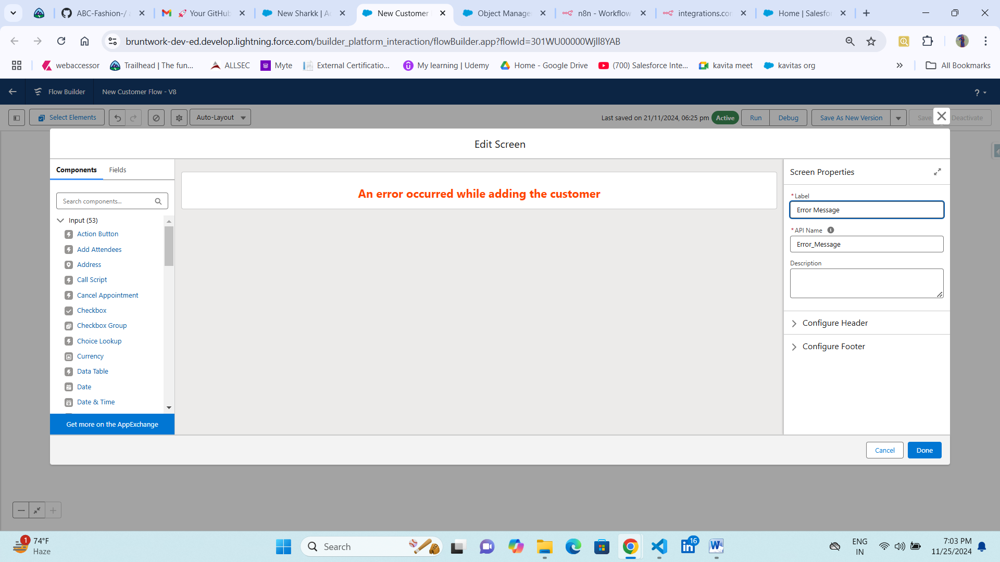 ABC-Fashion-/ a
Your GitHub
New Sharkk | Ac
New Customer
Object Manage
n8n - Workflow
integrations.cor
Home | Salesfor
bruntwork-dev-ed.develop.lightning.force.com/builder_platform_interaction/flowBuilder.app?flowId=301WU00000Wjll8YAB
webaccessor
Trailhead | The fun...
ALLSEC
Myte
External Certificatio...
My learning | Udemy
Home - Google Drive
(700) Salesforce Inte...
kavita meet
kavitas org
All Bookmarks
Flow Builder
New Customer Flow - V8
?
Select Elements
Auto-Layout
Last saved on 21/11/2024, 06:25 pm
Active
Run
Debug
Save As New Version
Save
Deactivate
Edit Screen
Components
Fields
Search components...
Input (53)
Action Button
Add Attendees
Address
Call Script
Cancel Appointment
Checkbox
Checkbox Group
Choice Lookup
Currency
Data Table
Date
Date & Time
Get more on the AppExchange
An error occurred while adding the customer
Screen Properties
* Label
Error Message
* API Name
Error_Message
Description
Configure Header
Configure Footer
Cancel
Done
1
74°F
Haze
Search
16
ENG
IN
7:03 PM
11/25/2024